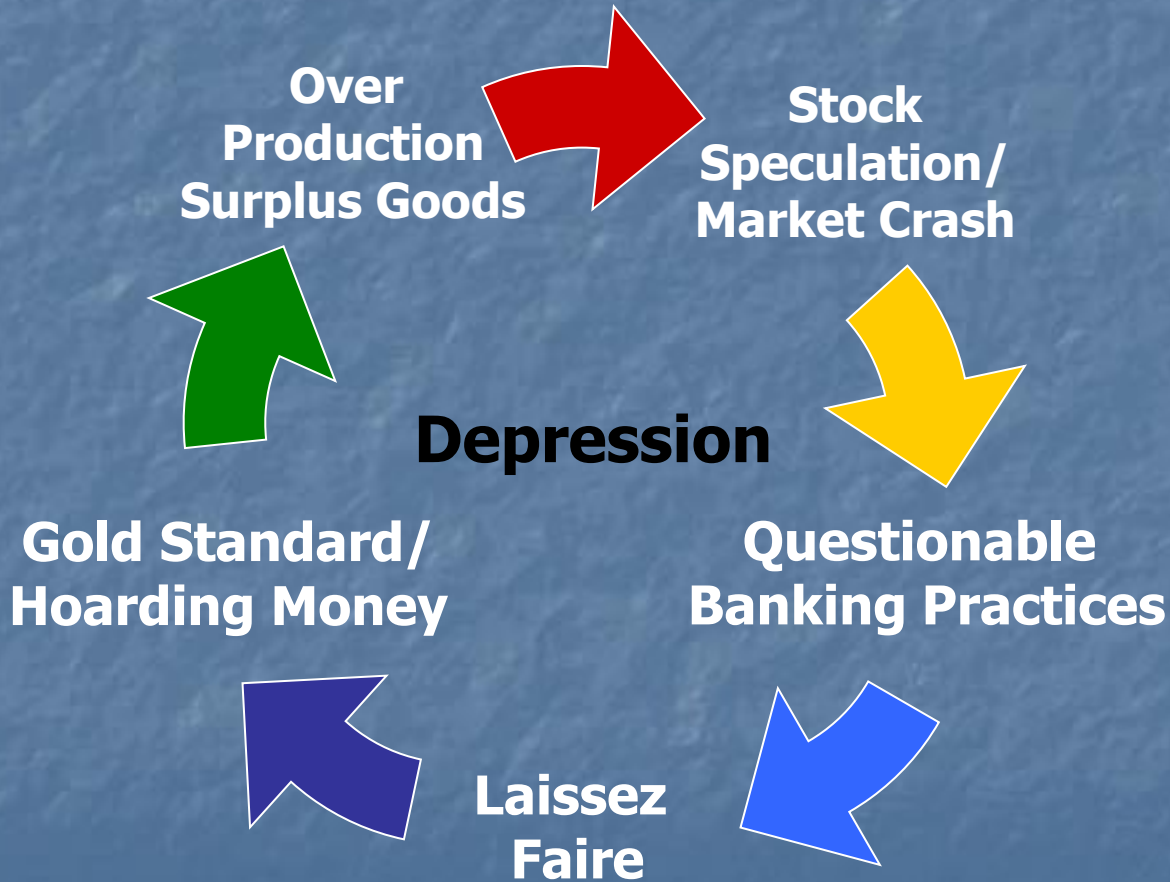 Over
Production
Surplus Goods
Stock
Speculation/
Market Crash
Depression
Gold Standard/
Hoarding Money
Questionable
Banking Practices
Laissez
Faire